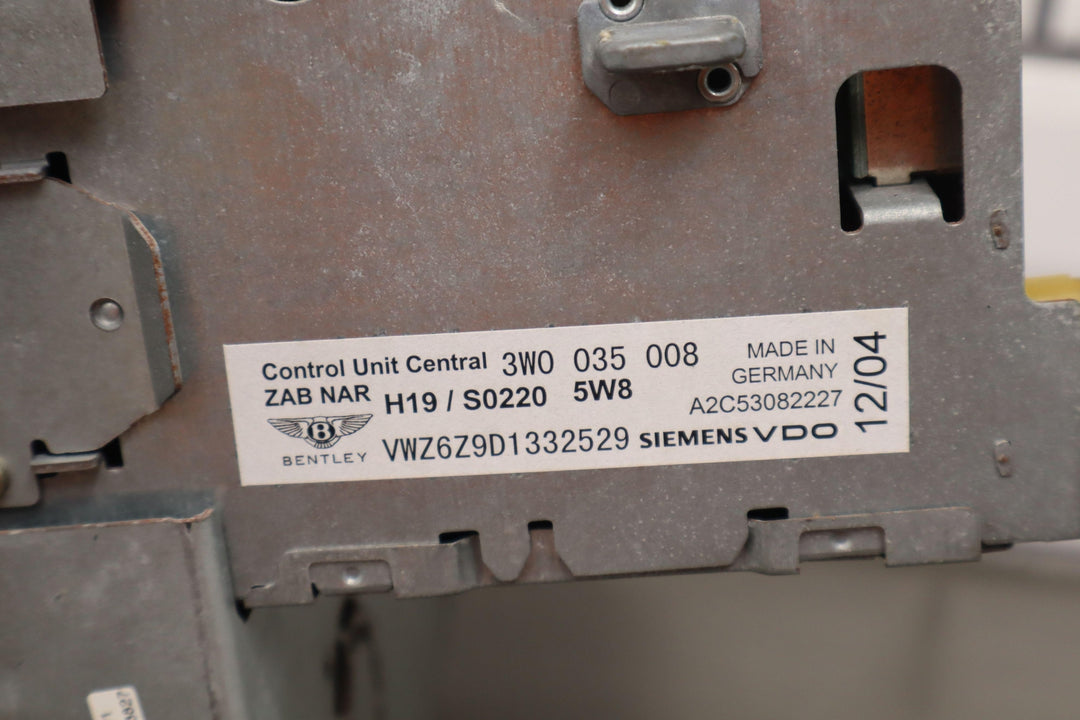 Control Unit Central 3W0 035 008
ZAB NAR H19 / S0220 5W8
MADE IN
GERMANY
A2C53082227
12/04
B
BENTLEY
VWZ6Z9D1332529 SIEMENS VDO